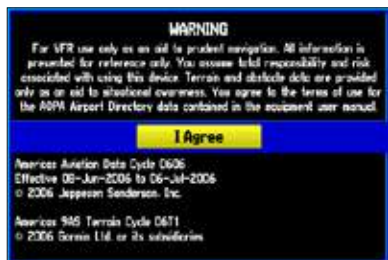 WARNING
For VFR use only as an aid to prudent navigation. All information is
presented for reference only. You assume total responsibility and risk
associated with using this device. Terrain and obstacle data are provided
only as an aid to situational awareness. You agree to the terms of use for
the AOPA Airport Directory data contained in the equipment user manual.
I Agree
Americas Aviation Data Cycle 0606
Effective 08-Jun-2006 to 06-Jul-2006
© 2006 Jeppesen Sanderson, Inc.
Americas 9AS Terrain Cycle 06T1
© 2006 Garmin Ltd. or its subsidiaries